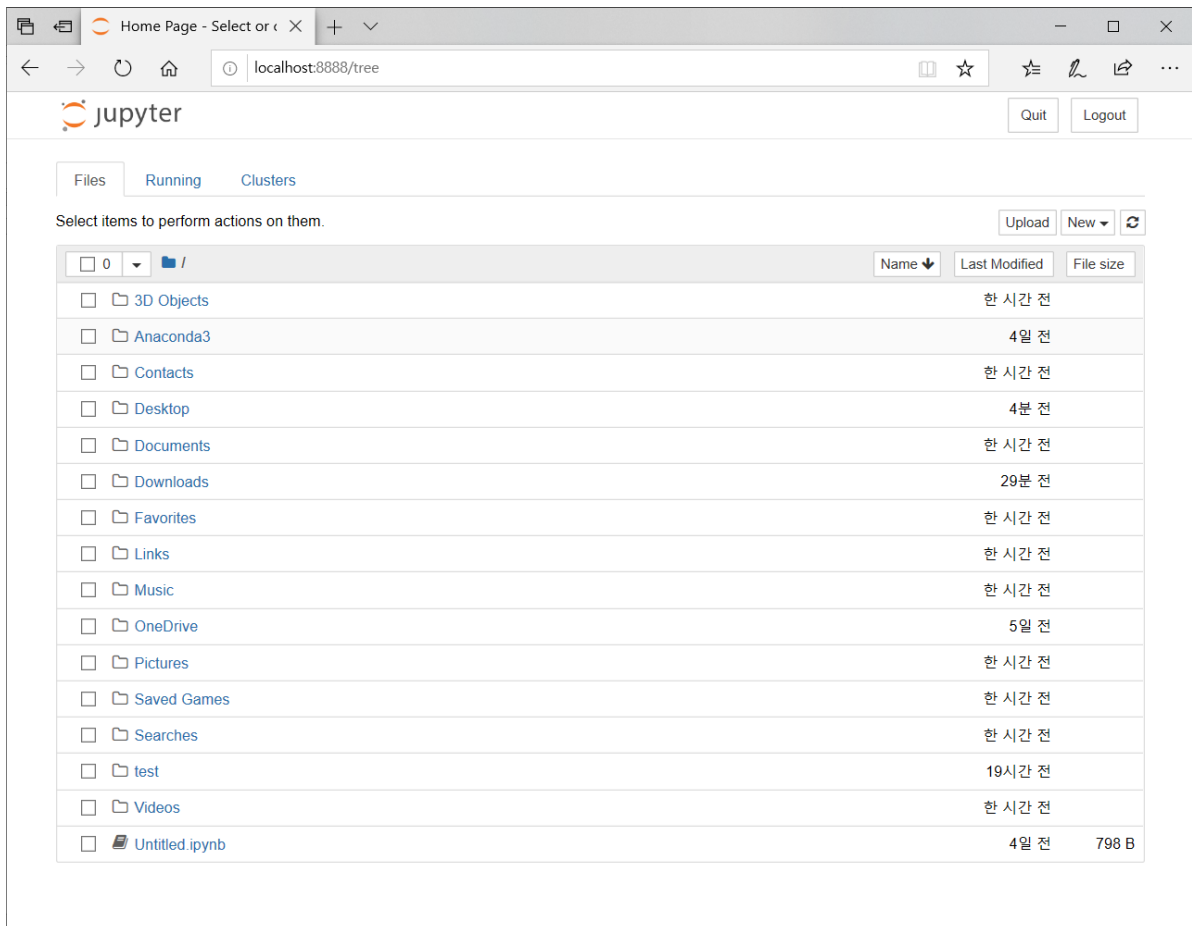 Home Page - Select or c
localhost:8888/tree
jupyter
Quit Logout
Files Running Clusters
Select items to perform actions on them.
Upload New
0 / Name Last Modified File size
3D Objects 한 시간 전
Anaconda3 4일 전
Contacts 한 시간 전
Desktop 4분 전
Documents 한 시간 전
Downloads 29분 전
Favorites 한 시간 전
Links 한 시간 전
Music 한 시간 전
OneDrive 5일 전
Pictures 한 시간 전
Saved Games 한 시간 전
Searches 한 시간 전
test 19시간 전
Videos 한 시간 전
Untitled.ipynb 4일 전 798 B